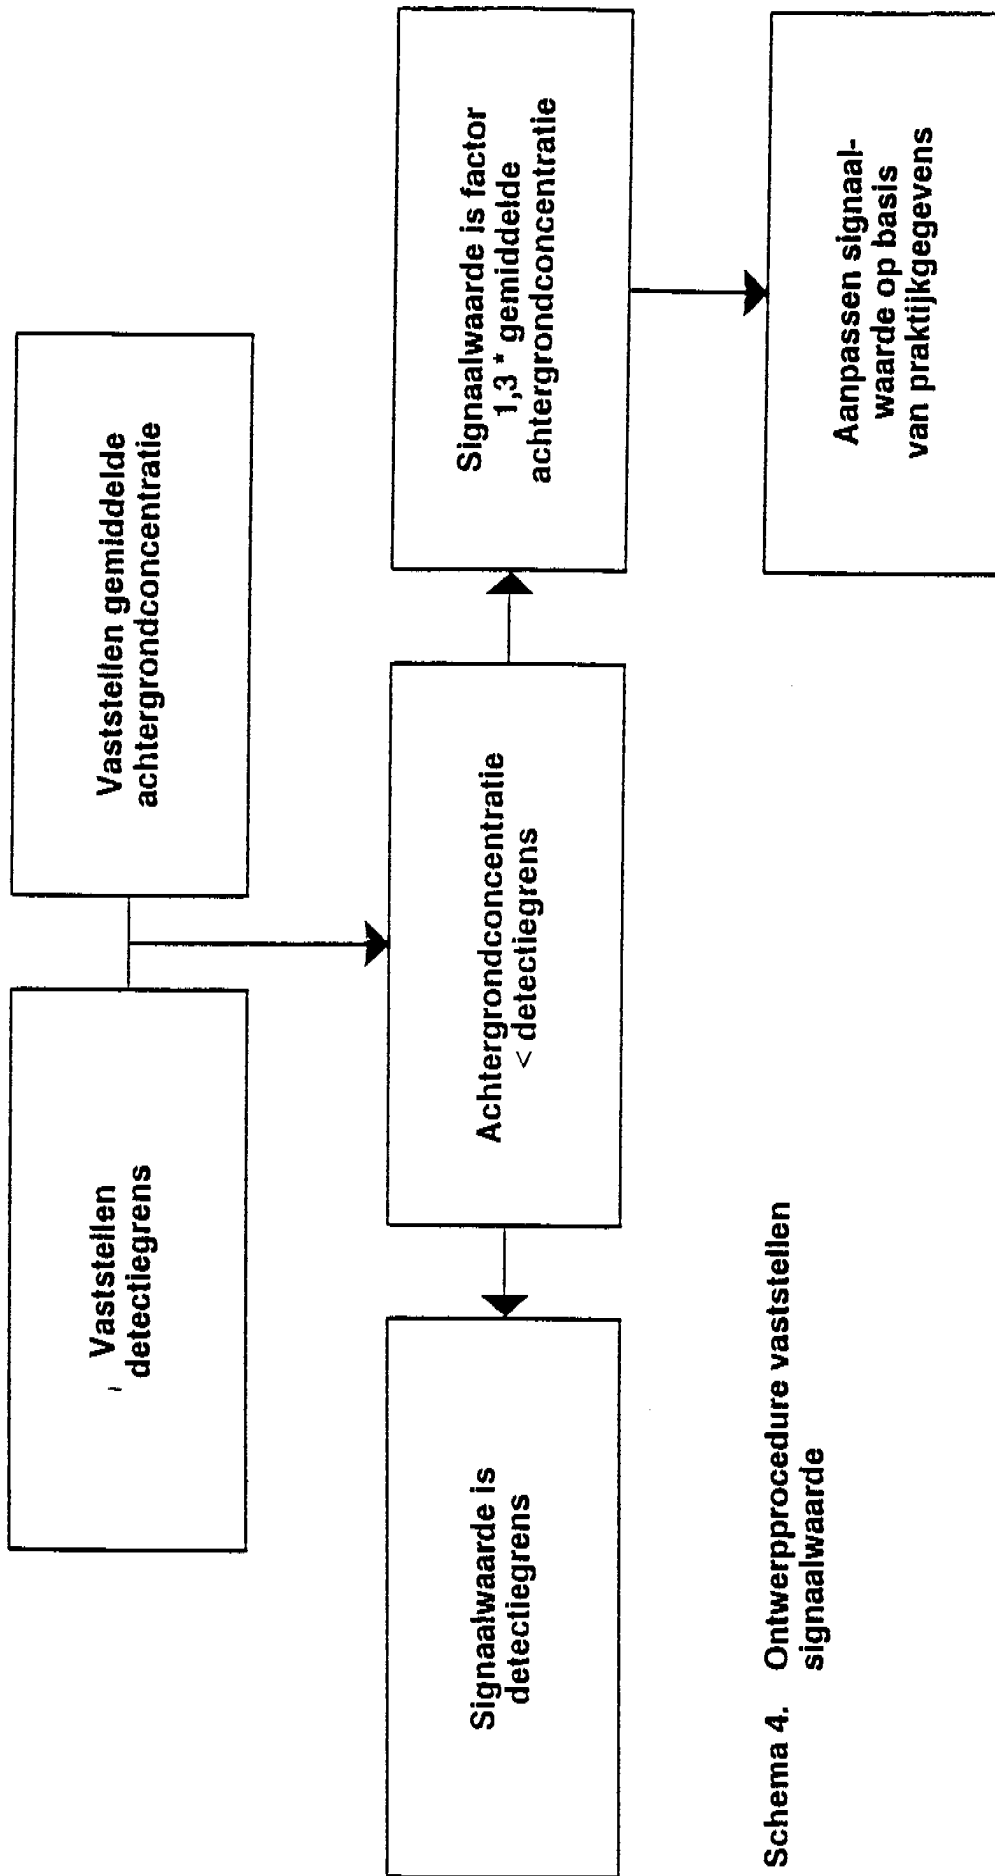 Vaststellen
detectiegrens
Vaststellen gemiddelde
achtergrondconcentratie
Signaalwaarde is
detectiegrens
Achtergrondconcentratie
< detectiegrens
Signaalwaarde is factor
1,3 * gemiddelde
achtergrondconcentratie
Aanpassen signaal-
waarde op basis
van praktijkgegevens
Schema 4. Ontwerpprocedure vaststellen
signaalwaarde